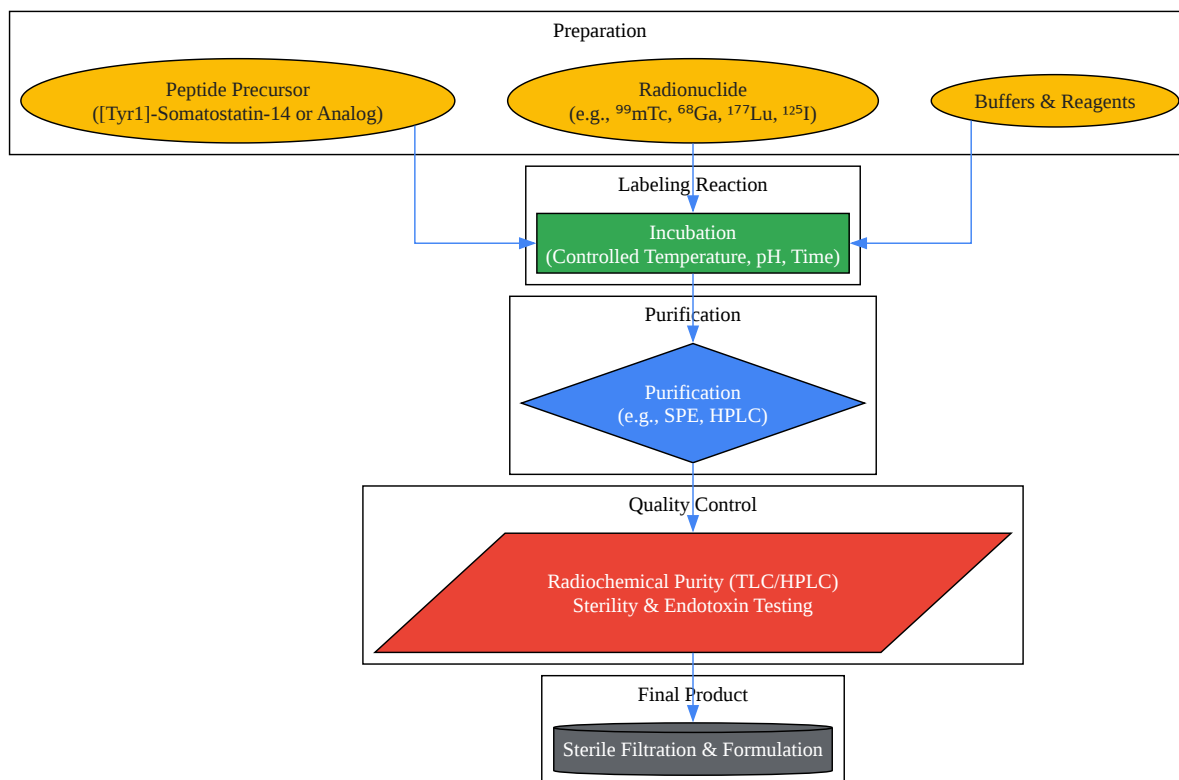 Preparation
Peptide Precursor
([Tyr1]-Somatostatin-14 or Analog)
Radionuclide
(e.g., ⁹⁹mTc, ⁶⁸Ga, ¹⁷⁷Lu, ¹²⁵I)
Buffers & Reagents
Labeling Reaction
Incubation
(Controlled Temperature, pH, Time)
Purification
Purification
(e.g., SPE, HPLC)
Quality Control
Radiochemical Purity (TLC/HPLC)
Sterility & Endotoxin Testing
Final Product
Sterile Filtration & Formulation